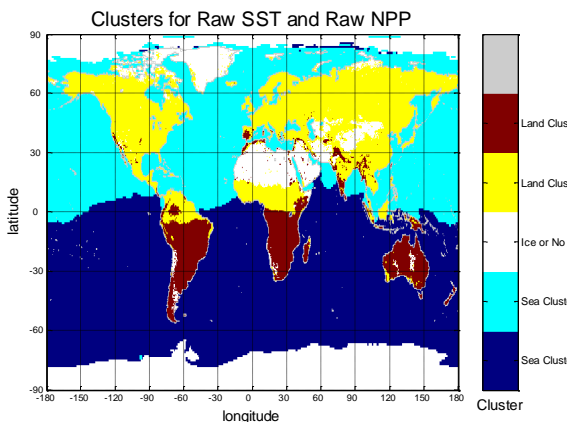 Clusters for Raw SST and Raw NPP
latitude
90
60
30
0
-30
-60
-90
-180 -150 -120 -90 -60 -30 0 30 60 90 120 150 180
longitude
Land Clus
Land Clus
Ice or No
Sea Cluste
Sea Cluste
Cluster